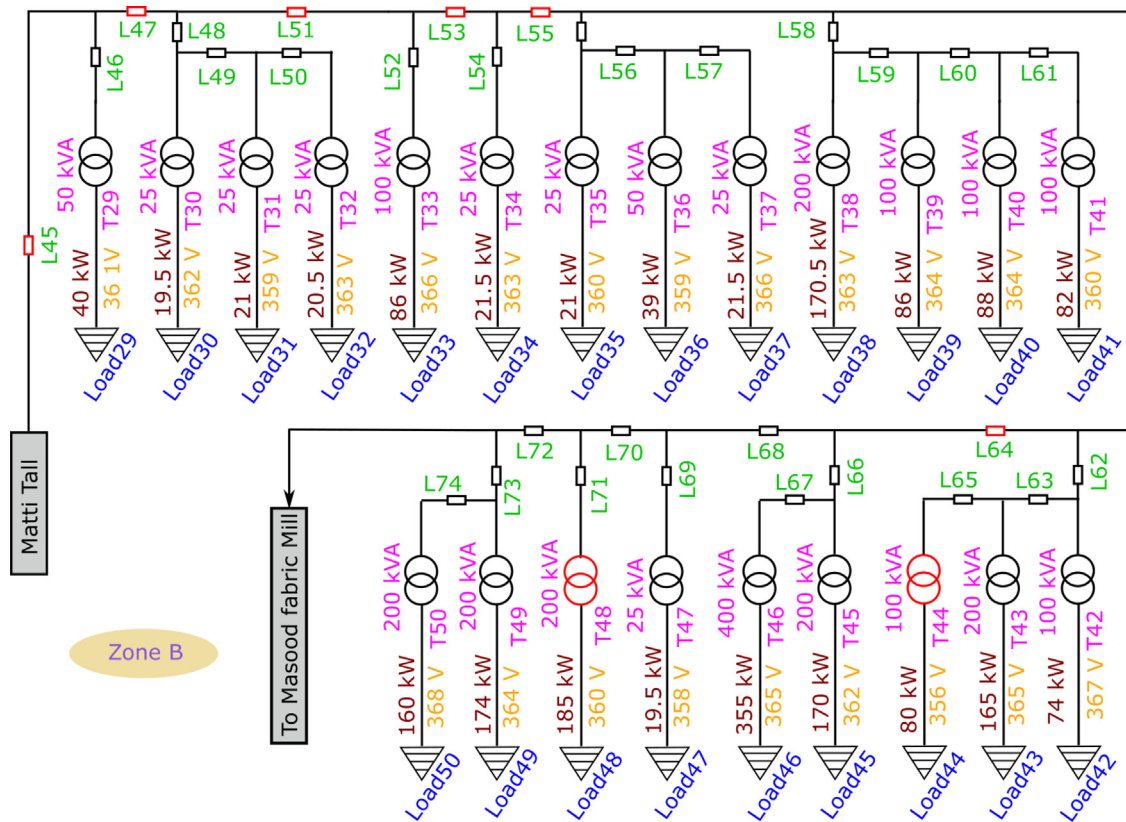 L47
L48
L51
L53
L55
L58
L46
L49
L50
L52
L54
L56
L57
L59
L60
L61
L45
50 kVA
T29
40 kW
36 1V
Load29
25 kVA
T30
19.5 kW
362 V
Load30
25 kVA
T31
21 kW
359 V
Load31
25 kVA
T32
20.5 kW
363 V
Load32
100 kVA
T33
86 kW
366 V
Load33
25 kVA
T34
21.5 kW
363 V
Load34
25 kVA
T35
21 kW
360 V
Load35
50 kVA
T36
39 kW
359 V
Load36
25 kVA
T37
21.5 kW
366 V
Load37
200 kVA
T38
170.5 kW
363 V
Load38
100 kVA
T39
86 kW
364 V
Load39
100 kVA
T40
88 kW
364 V
Load40
100 kVA
T41
82 kW
360 V
Load41
Matti Tall
To Masood fabric Mill
Zone B
L72
L70
L68
L64
L74
L73
L71
L69
L67
L66
L65
L63
L62
200 kVA
T50
160 kW
368 V
Load50
200 kVA
T49
174 kW
364 V
Load49
200 kVA
T48
185 kW
360 V
Load48
25 kVA
T47
19.5 kW
358 V
Load47
400 kVA
T46
355 kW
365 V
Load46
200 kVA
T45
170 kW
362 V
Load45
100 kVA
T44
80 kW
356 V
Load44
200 kVA
T43
165 kW
365 V
Load43
100 kVA
T42
74 kW
367 V
Load42